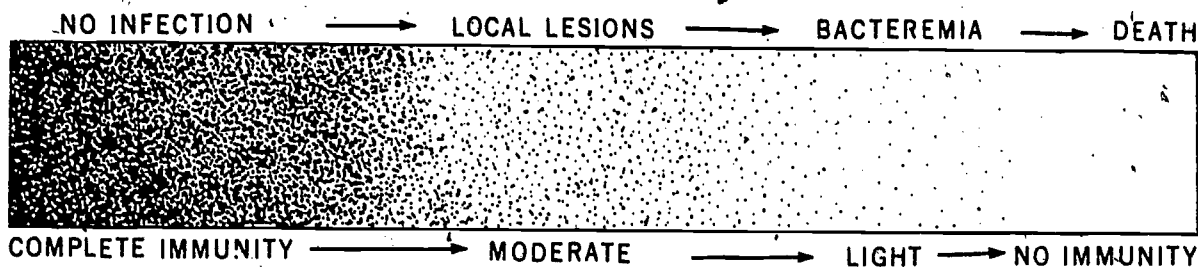 NO INFECTION → LOCAL LESIONS → BACTEREMIA → DEATH
COMPLETE IMMUNITY → MODERATE → LIGHT → NO IMMUNITY